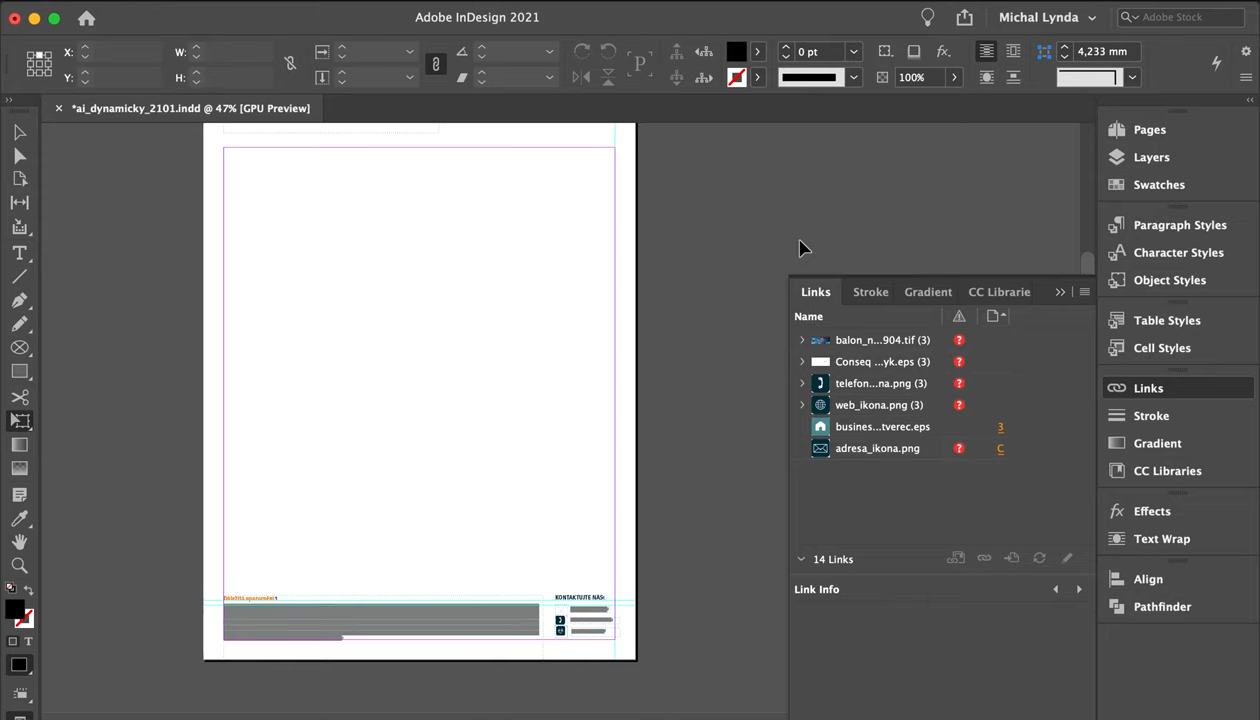 Adobe InDesign 2021
Michal Lynda
Adobe Stock
X:
W:
0 pt
4,233 mm
Y:
H:
100%
*ai_dynamicky_2101.indd @ 47% [GPU Preview]
Pages
Layers
Swatches
Paragraph Styles
Character Styles
Object Styles
Table Styles
Cell Styles
Links
Stroke
Gradient
CC Libraries
Effects
Text Wrap
Align
Pathfinder
Links
Stroke
Gradient
CC Librarie
Name
balon_n...904.tif (3)
Conseq ...yk.eps (3)
telefon...na.png (3)
web_ikona.png (3)
busines...tverec.eps
3
adresa_ikona.png
C
14 Links
Link Info
KONTAKTUJTE NÁS: